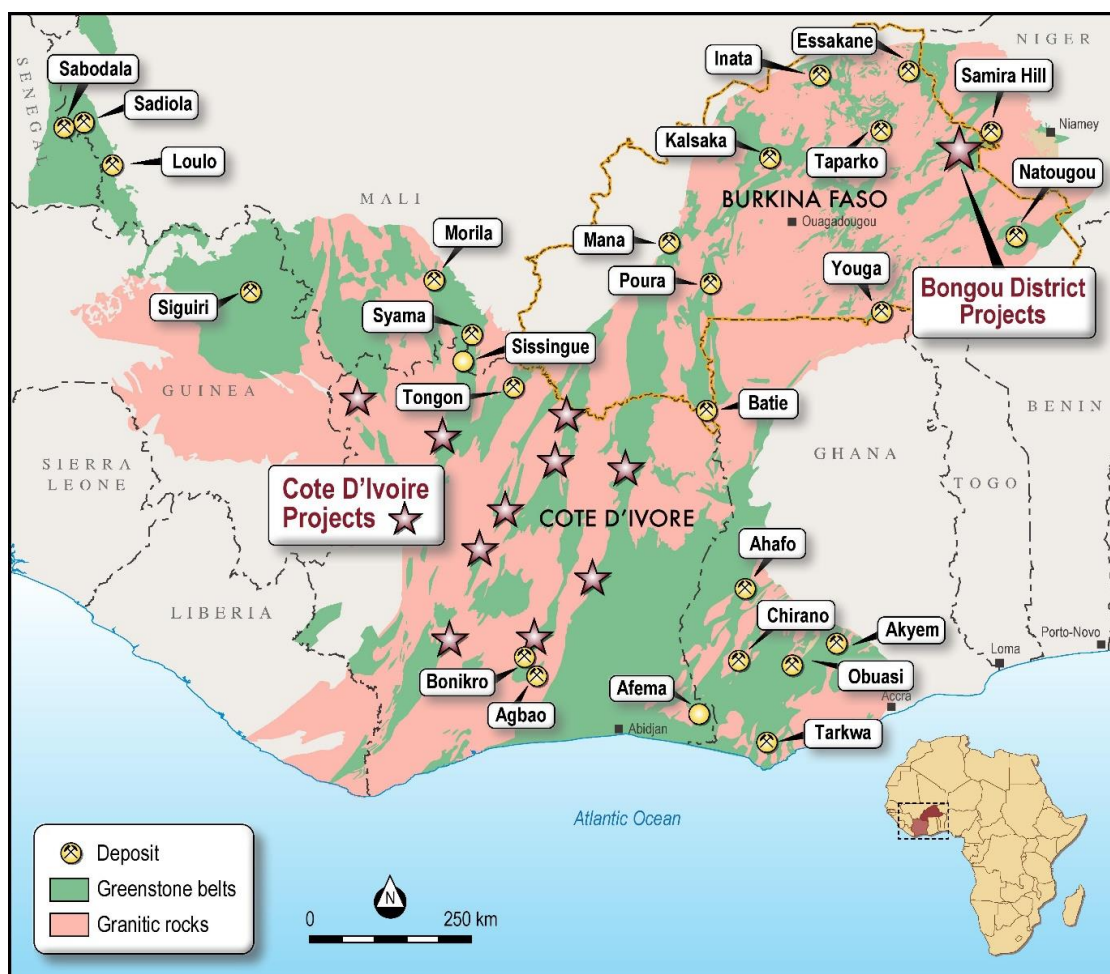 NIGER
Essakane
Inata
Samira Hill
Sabodala
SENEGAL
Sadiola
Niamey
Kalsaka
Taparko
Loulo
Natougou
MALI
BURKINA FASO
Ouagadougou
Morila
Mana
Siguiri
Poura
Youga
Bongou District
Projects
Syama
Sissingue
GUINEA
Tongon
Batie
BENIN
SIERRA
LEONE
GHANA
TOGO
Cote D'Ivoire
Projects
COTE D'IVORE
Ahafo
LIBERIA
Chirano
Akyem
Porto-Novo
Loma
Bonikro
Obuasi
Afema
Accra
Agbao
Abidjan
Tarkwa
Atlantic Ocean
Deposit
Greenstone belts
Granitic rocks
N
0 250 km